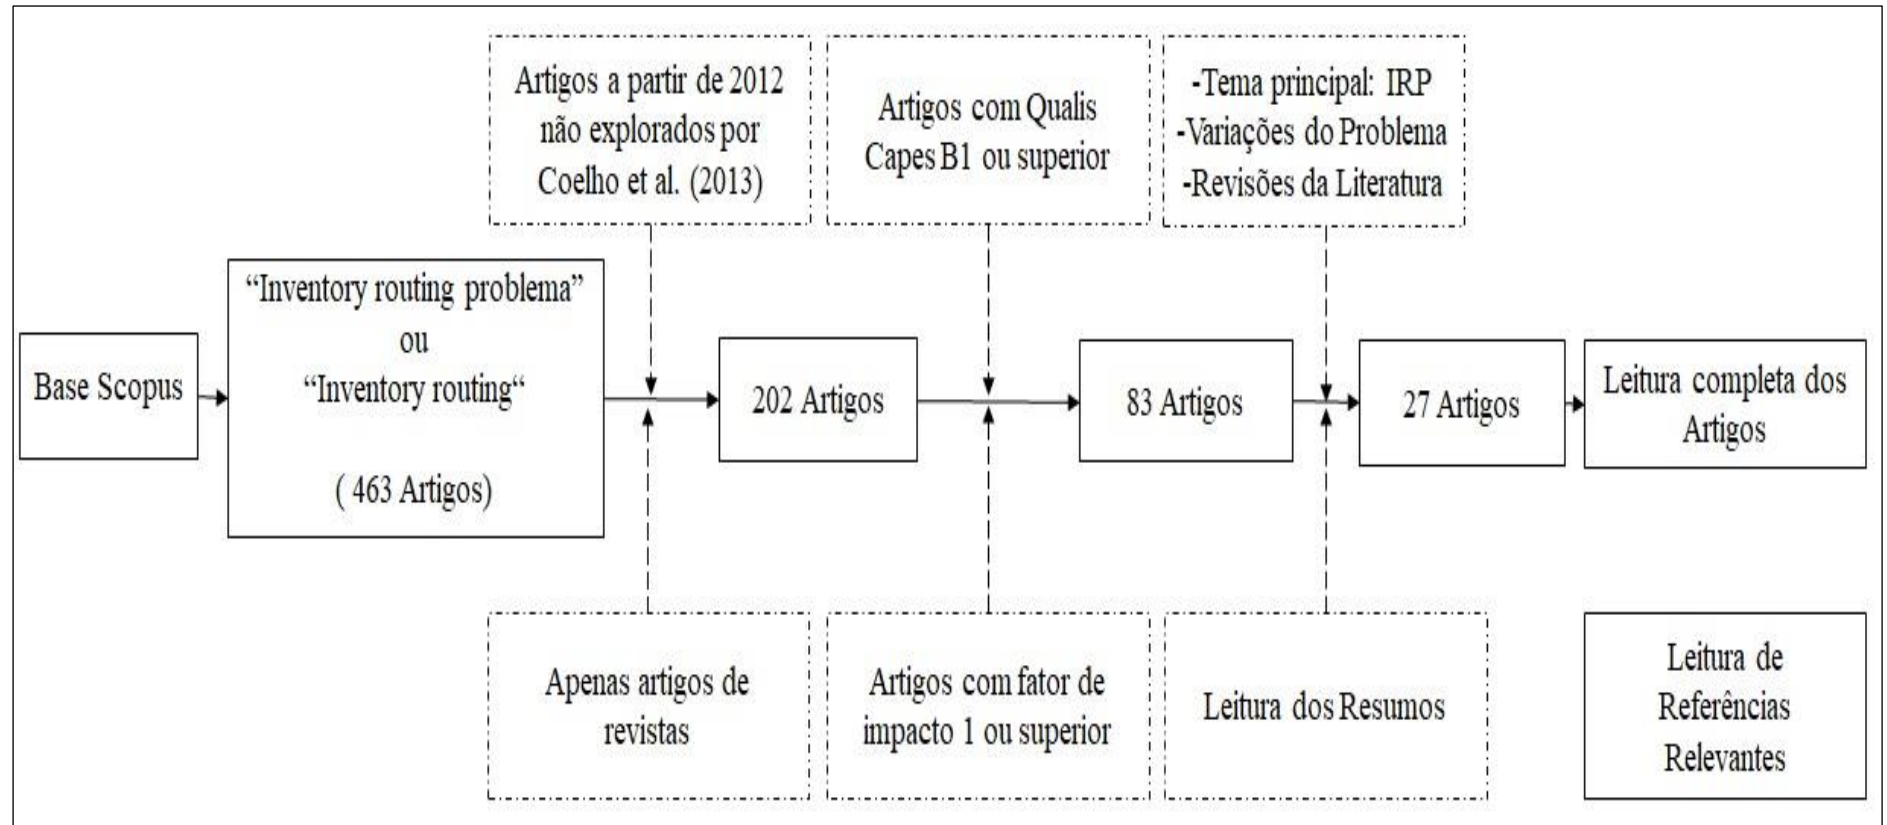 Artigos a partir de 2012
não explorados por
Coelho et al. (2013)
Artigos com Qualis
Capes B1 ou superior
-Tema principal: IRP
-Variações do Problema
-Revisões da Literatura
Base Scopus
“Inventory routing problema”
ou
“Inventory routing“
( 463 Artigos)
202 Artigos
83 Artigos
27 Artigos
Leitura completa dos
Artigos
Apenas artigos de
revistas
Artigos com fator de
impacto 1 ou superior
Leitura dos Resumos
Leitura de
Referências
Relevantes